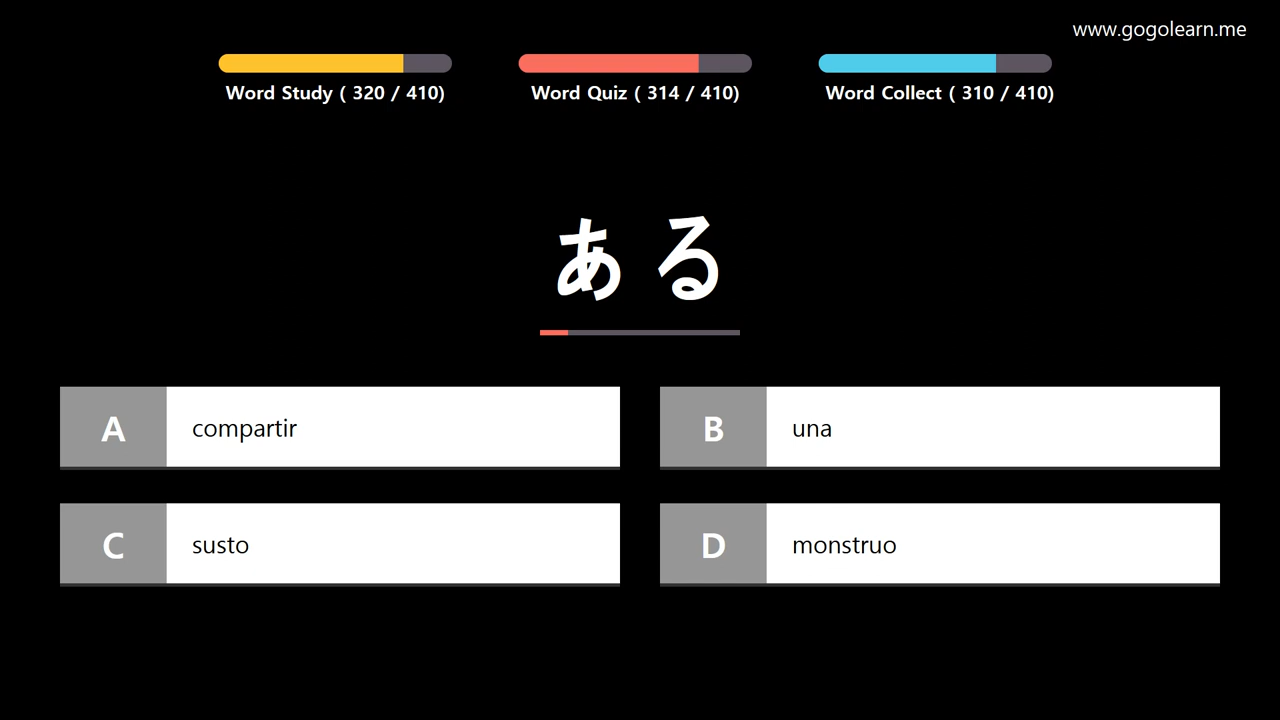 www.gogolearn.me
Word Study ( 320 / 410)
Word Quiz ( 314 / 410)
Word Collect ( 310 / 410)
ある
A compartir
B una
C susto
D monstruo